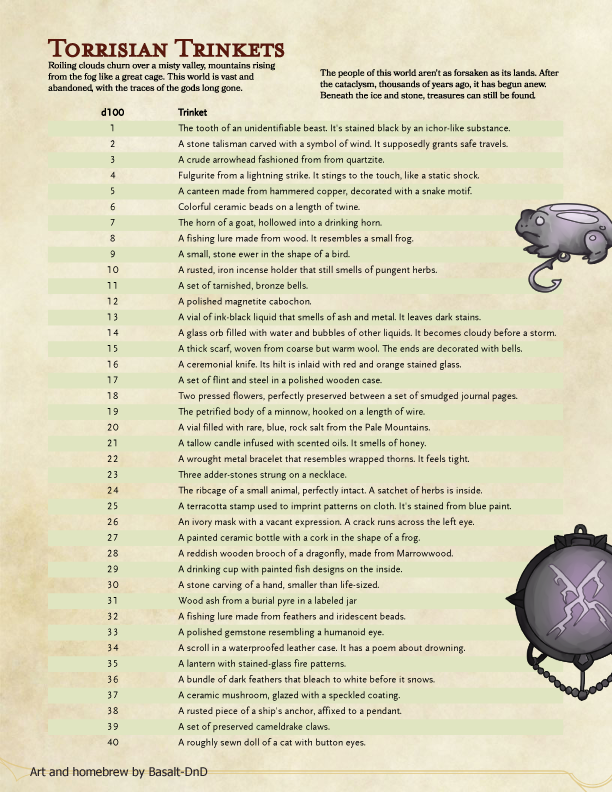 Torrisian Trinkets
Roiling clouds churn over a misty valley, mountains rising
from the fog like a great cage. This world is vast and
abandoned, with the traces of the gods long gone.
The people of this world aren't as forsaken as its lands. After
the cataclysm, thousands of years ago, it has begun anew.
Beneath the ice and stone, treasures can still be found.
d100 Trinket
1 The tooth of an unidentifiable beast. It's stained black by an ichor-like substance.
2 A stone talisman carved with a symbol of wind. It supposedly grants safe travels.
3 A crude arrowhead fashioned from from quartzite.
4 Fulgurite from a lightning strike. It stings to the touch, like a static shock.
5 A canteen made from hammered copper, decorated with a snake motif.
6 Colorful ceramic beads on a length of twine.
7 The horn of a goat, hollowed into a drinking horn.
8 A fishing lure made from wood. It resembles a small frog.
9 A small, stone ewer in the shape of a bird.
10 A rusted, iron incense holder that still smells of pungent herbs.
11 A set of tarnished, bronze bells.
12 A polished magnetite cabochon.
13 A vial of ink-black liquid that smells of ash and metal. It leaves dark stains.
14 A glass orb filled with water and bubbles of other liquids. It becomes cloudy before a storm.
15 A thick scarf, woven from coarse but warm wool. The ends are decorated with bells.
16 A ceremonial knife. Its hilt is inlaid with red and orange stained glass.
17 A set of flint and steel in a polished wooden case.
18 Two pressed flowers, perfectly preserved between a set of smudged journal pages.
19 The petrified body of a minnow, hooked on a length of wire.
20 A vial filled with rare, blue, rock salt from the Pale Mountains.
21 A tallow candle infused with scented oils. It smells of honey.
22 A wrought metal bracelet that resembles wrapped thorns. It feels tight.
23 Three adder-stones strung on a necklace.
24 The ribcage of a small animal, perfectly intact. A satchet of herbs is inside.
25 A terracotta stamp used to imprint patterns on cloth. It's stained from blue paint.
26 An ivory mask with a vacant expression. A crack runs across the left eye.
27 A painted ceramic bottle with a cork in the shape of a frog.
28 A reddish wooden brooch of a dragonfly, made from Marrowwood.
29 A drinking cup with painted fish designs on the inside.
30 A stone carving of a hand, smaller than life-sized.
31 Wood ash from a burial pyre in a labeled jar
32 A fishing lure made from feathers and iridescent beads.
33 A polished gemstone resembling a humanoid eye.
34 A scroll in a waterproofed leather case. It has a poem about drowning.
35 A lantern with stained-glass fire patterns.
36 A bundle of dark feathers that bleach to white before it snows.
37 A ceramic mushroom, glazed with a speckled coating.
38 A rusted piece of a ship's anchor, affixed to a pendant.
39 A set of preserved cameldrake claws.
40 A roughly sewn doll of a cat with button eyes.
Art and homebrew by Basalt-DnD